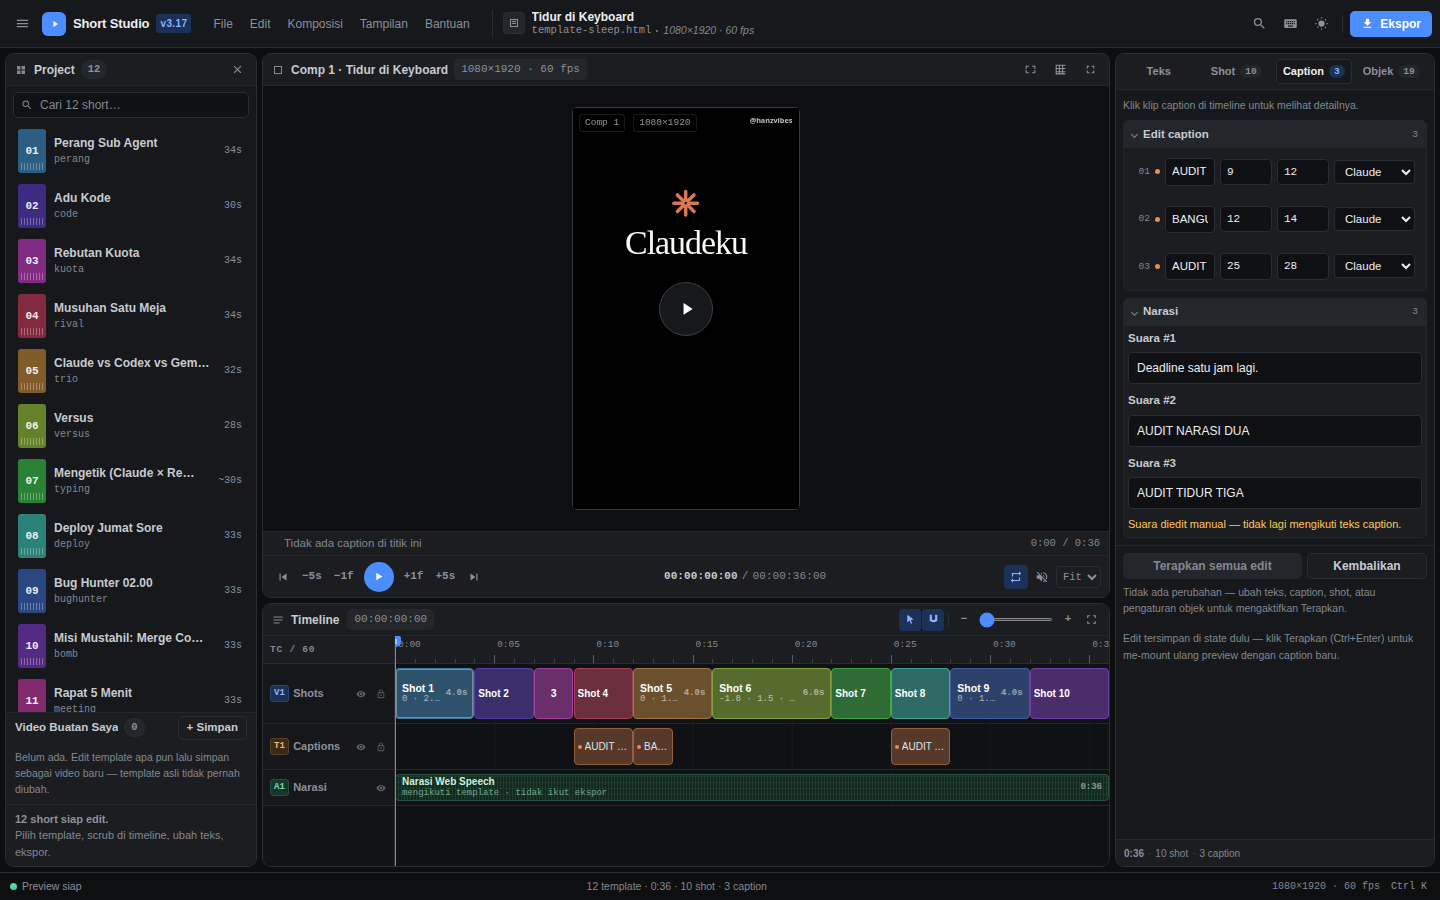 Short Studio v3.17 File Edit Komposisi Tampilan Bantuan
Tidur di Keyboard
template-sleep.html · 1080×1920 · 60 fps
Ekspor
Project 12
Cari 12 short…
01 Perang Sub Agent 34s
perang
02 Adu Kode 30s
code
03 Rebutan Kuota 34s
kuota
04 Musuhan Satu Meja 34s
rival
05 Claude vs Codex vs Gem… 32s
trio
06 Versus 28s
versus
07 Mengetik (Claude × Re… ~30s
typing
08 Deploy Jumat Sore 33s
deploy
09 Bug Hunter 02.00 33s
bughunter
10 Misi Mustahil: Merge Co… 33s
bomb
11 Rapat 5 Menit 33s
meeting
Video Buatan Saya 0 + Simpan
Belum ada. Edit template apa pun lalu simpan
sebagai video baru — template asli tidak pernah
diubah.
12 short siap edit.
Pilih template, scrub di timeline, ubah teks,
ekspor.
Comp 1 · Tidur di Keyboard 1080×1920 · 60 fps
Comp 1 1080×1920 @hanzvibes
Claudeku
Tidak ada caption di titik ini 0:00 / 0:36
−5s −1f +1f +5s 00:00:00:00 / 00:00:36:00 Fit
Timeline 00:00:00:00 − +
TC / 60 0:00 0:05 0:10 0:15 0:20 0:25 0:30 0:3
V1 Shots
Shot 1 4.0s
0 · 2.…
Shot 2
3
Shot 4
Shot 5 4.0s
0 · 1.…
Shot 6 6.0s
-1.8 · 1.5 · …
Shot 7
Shot 8
Shot 9 4.0s
0 · 1.…
Shot 10
T1 Captions AUDIT … BA… AUDIT …
A1 Narasi
Narasi Web Speech
mengikuti template · tidak ikut ekspor
0:36
Teks Shot 10 Caption 3 Objek 19
Klik klip caption di timeline untuk melihat detailnya.
Edit caption 3
01 AUDIT 9 12 Claude
02 BANGU 12 14 Claude
03 AUDIT 25 28 Claude
Narasi 3
Suara #1
Deadline satu jam lagi.
Suara #2
AUDIT NARASI DUA
Suara #3
AUDIT TIDUR TIGA
Suara diedit manual — tidak lagi mengikuti teks caption.
Terapkan semua edit Kembalikan
Tidak ada perubahan — ubah teks, caption, shot, atau
pengaturan objek untuk mengaktifkan Terapkan.
Edit tersimpan di state dulu — klik Terapkan (Ctrl+Enter) untuk
me-mount ulang preview dengan caption baru.
0:36 · 10 shot · 3 caption
Preview siap 12 template · 0:36 · 10 shot · 3 caption 1080×1920 · 60 fps Ctrl K